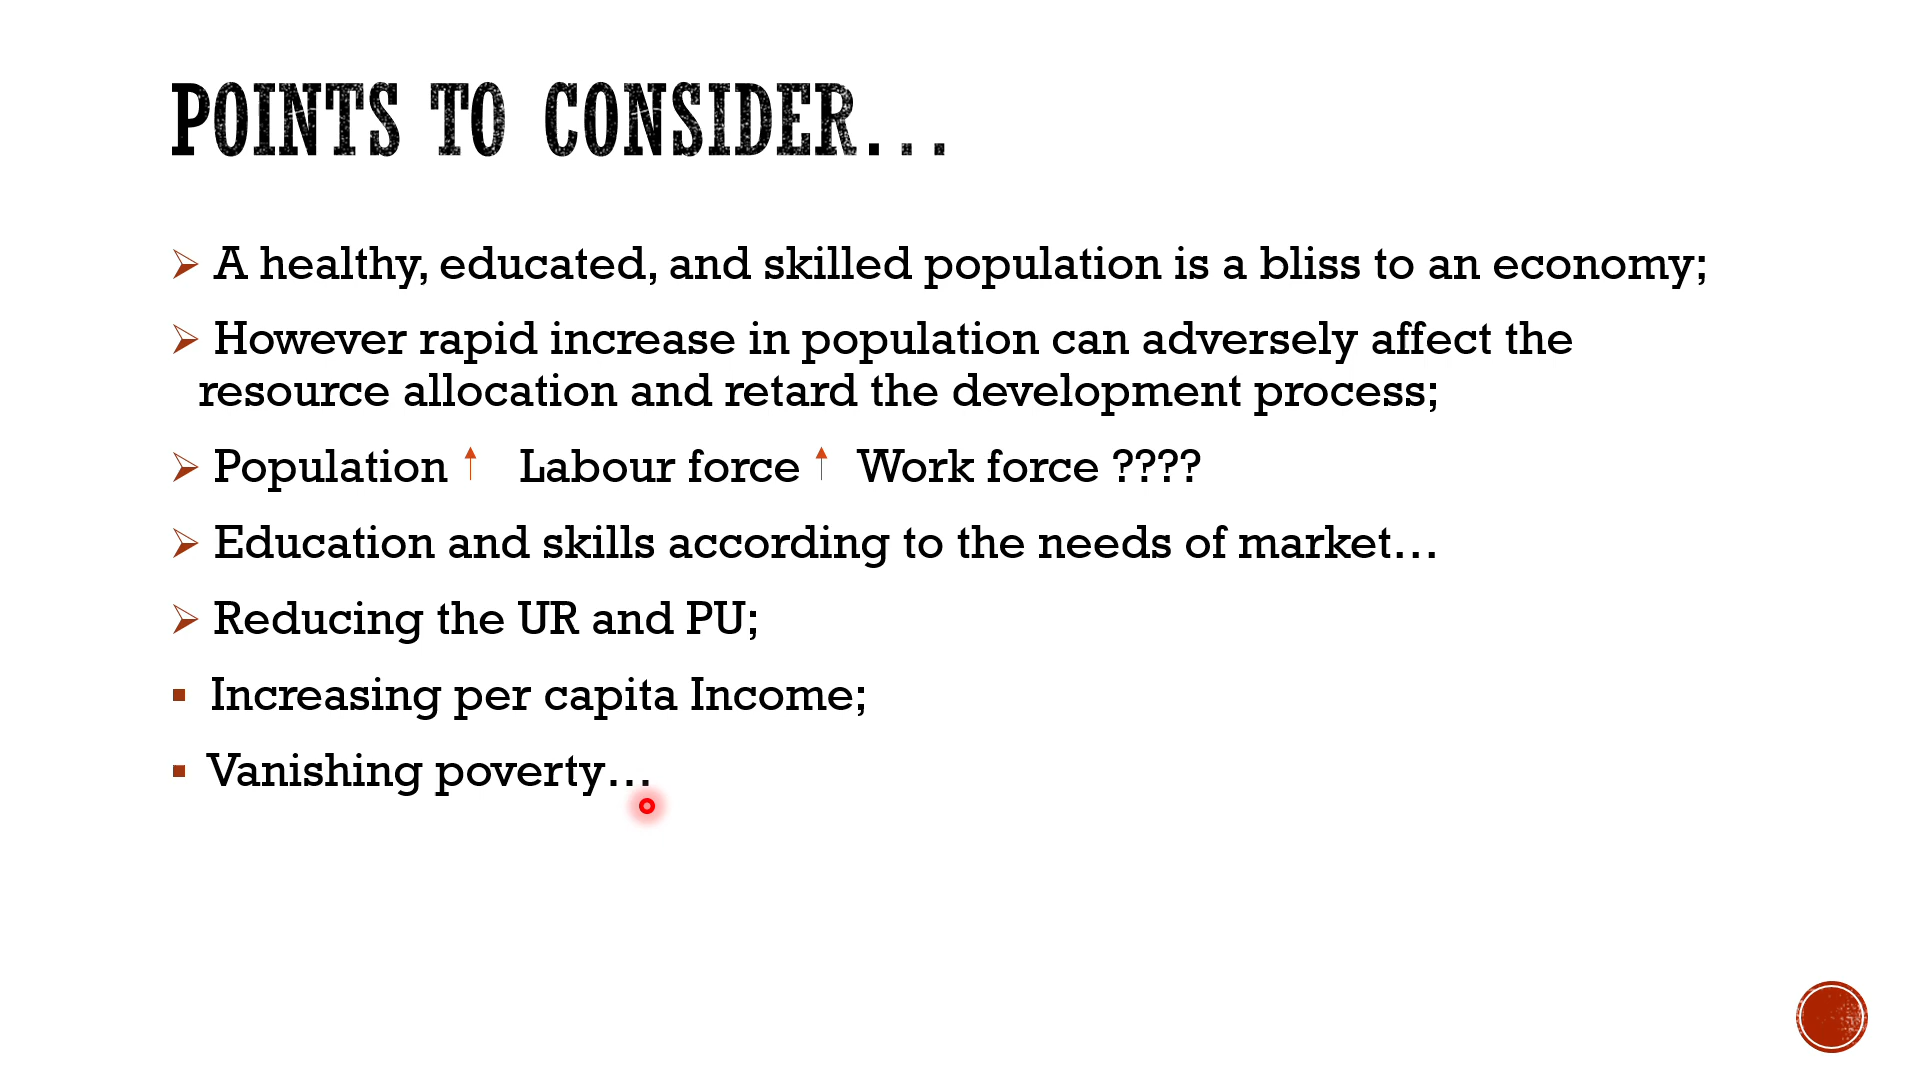 POINTS TO CONSIDER...
A healthy, educated, and skilled population is a bliss to an economy;
However rapid increase in population can adversely affect the
resource allocation and retard the development process;
Population ↑ Labour force ↑ Work force ????
Education and skills according to the needs of market...
Reducing the UR and PU;
Increasing per capita Income;
Vanishing poverty...